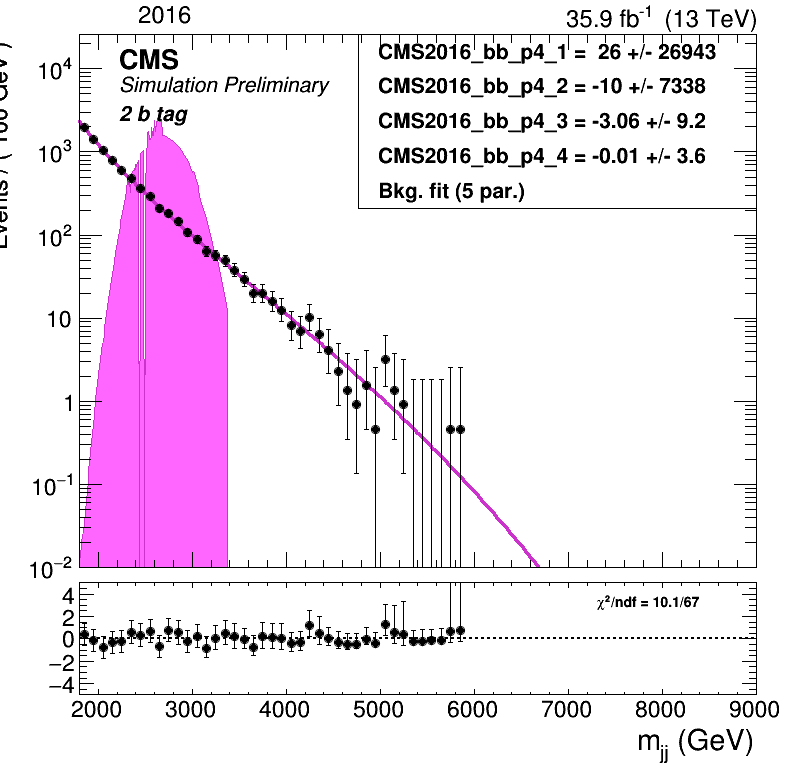 2016
35.9 fb⁻¹ (13 TeV)
CMS
Simulation Preliminary
2 b tag
CMS2016_bb_p4_1 = 26 +/- 26943
CMS2016_bb_p4_2 = -10 +/- 7338
CMS2016_bb_p4_3 = -3.06 +/- 9.2
CMS2016_bb_p4_4 = -0.01 +/- 3.6
Bkg. fit (5 par.)
10⁴
10³
10²
10
1
10⁻¹
10⁻²
χ²/ndf = 10.1/67
4
2
0
−2
−4
2000 3000 4000 5000 6000 7000 8000 9000
m_jj (GeV)